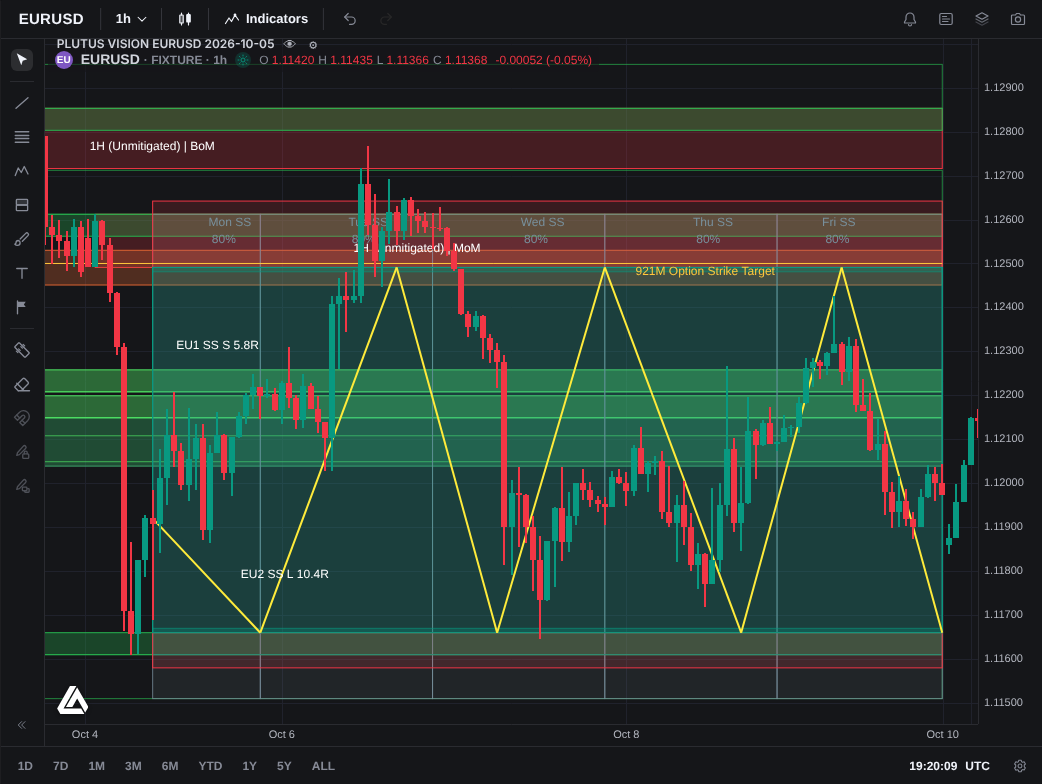 EURUSD 1h Indicators
PLUTUS VISION EURUSD 2026-10-05
EU EURUSD · FIXTURE · 1h O 1.11420 H 1.11435 L 1.11366 C 1.11368 -0.00052 (-0.05%)
1.12900
1.12800
1H (Unmitigated) | BoM
1.12700
Mon SS Wed SS Thu SS Fri SS
1.12600
80% 80% 80% 80%
MoM
1.12500
921M Option Strike Target
1.12400
EU1 SS S 5.8R
1.12300
1.12200
1.12100
1.12000
1.11900
EU2 SS L 10.4R
1.11800
1.11700
1.11600
1.11500
Oct 4 Oct 6 Oct 8 Oct 10
1D 7D 1M 3M 6M YTD 1Y 5Y ALL 19:20:09 UTC